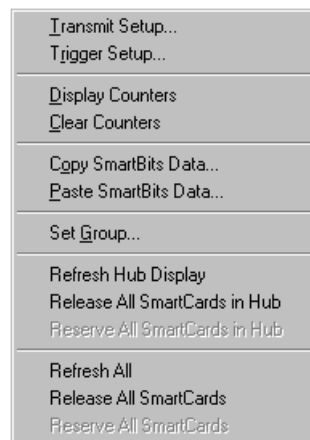 Transmit Setup...
Trigger Setup...
Display Counters
Clear Counters
Copy SmartBits Data...
Paste SmartBits Data...
Set Group...
Refresh Hub Display
Release All SmartCards in Hub
Reserve All SmartCards in Hub
Refresh All
Release All SmartCards
Reserve All SmartCards